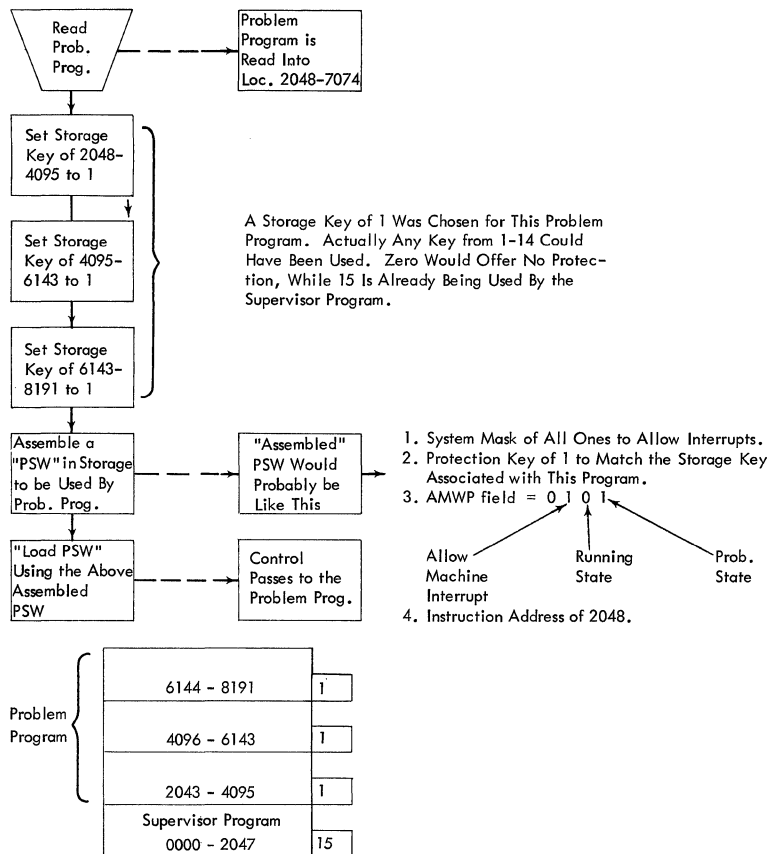 Read
Prob.
Prog.
Problem
Program is
Read Into
Loc. 2048-7074
Set Storage
Key of 2048-
4095 to 1
Set Storage
Key of 4095-
6143 to 1
Set Storage
Key of 6143-
8191 to 1
A Storage Key of 1 Was Chosen for This Problem
Program. Actually Any Key from 1-14 Could
Have Been Used. Zero Would Offer No Protec-
tion, While 15 Is Already Being Used By the
Supervisor Program.
Assemble a
"PSW" in Storage
to be Used By
Prob. Prog.
"Assembled"
PSW Would
Probably be
Like This
1. System Mask of All Ones to Allow Interrupts.
2. Protection Key of 1 to Match the Storage Key
Associated with This Program.
3. AMWP field = 0 1 0 1
Allow
Machine
Interrupt
Running
State
Prob.
State
4. Instruction Address of 2048.
"Load PSW"
Using the Above
Assembled
PSW
Control
Passes to the
Problem Prog.
Problem
Program
6144 - 8191 1
4096 - 6143 1
2043 - 4095 1
Supervisor Program
0000 - 2047 15